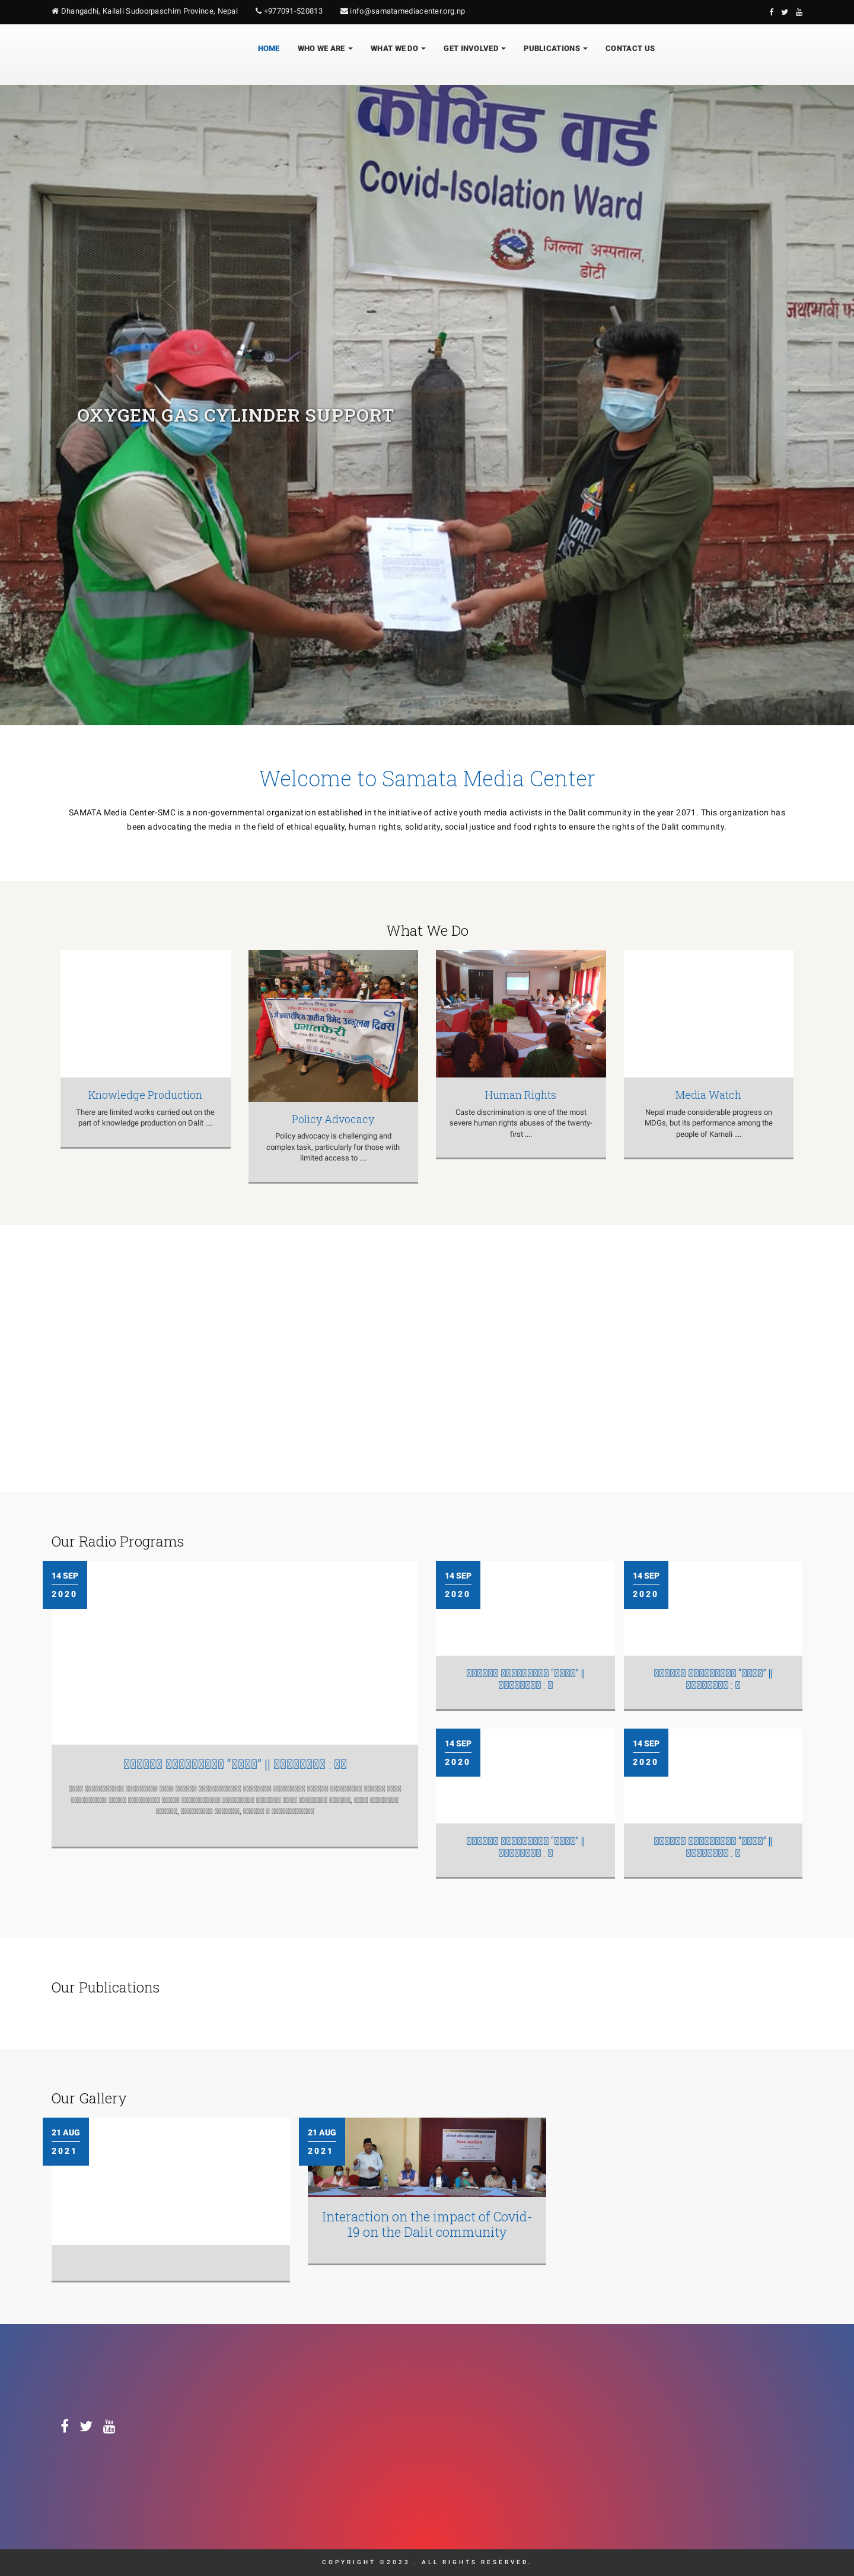 Dhangadhi, Kailali Sudoorpaschim Province, Nepal +977091-520813 info@samatamediacenter.org.np
HOME WHO WE ARE WHAT WE DO GET INVOLVED PUBLICATIONS CONTACT US
कोभिड वार्ड
Covid-Isolation Ward
जिल्ला अस्पताल,
डोटी
OXYGEN GAS CYLINDER SUPPORT
WORLD
Welcome to Samata Media Center
SAMATA Media Center-SMC is a non-governmental organization established in the initiative of active youth media activists in the Dalit community in the year 2071. This organization has
been advocating the media in the field of ethical equality, human rights, solidarity, social justice and food rights to ensure the rights of the Dalit community.
What We Do
Knowledge Production
There are limited works carried out on the
part of knowledge production on Dalit ....
Policy Advocacy
Policy advocacy is challenging and
complex task, particularly for those with
limited access to ....
Human Rights
Caste discrimination is one of the most
severe human rights abuses of the twenty-
first ....
Media Watch
Nepal made considerable progress on
MDGs, but its performance among the
people of Karnali ....
Our Radio Programs
14 SEP
2020
14 SEP
2020
14 SEP
2020
14 SEP
2020
14 SEP
2020
Our Publications
Our Gallery
21 AUG
2021
21 AUG
2021
Interaction on the impact of Covid-
19 on the Dalit community
COPYRIGHT ©2023 . ALL RIGHTS RESERVED.